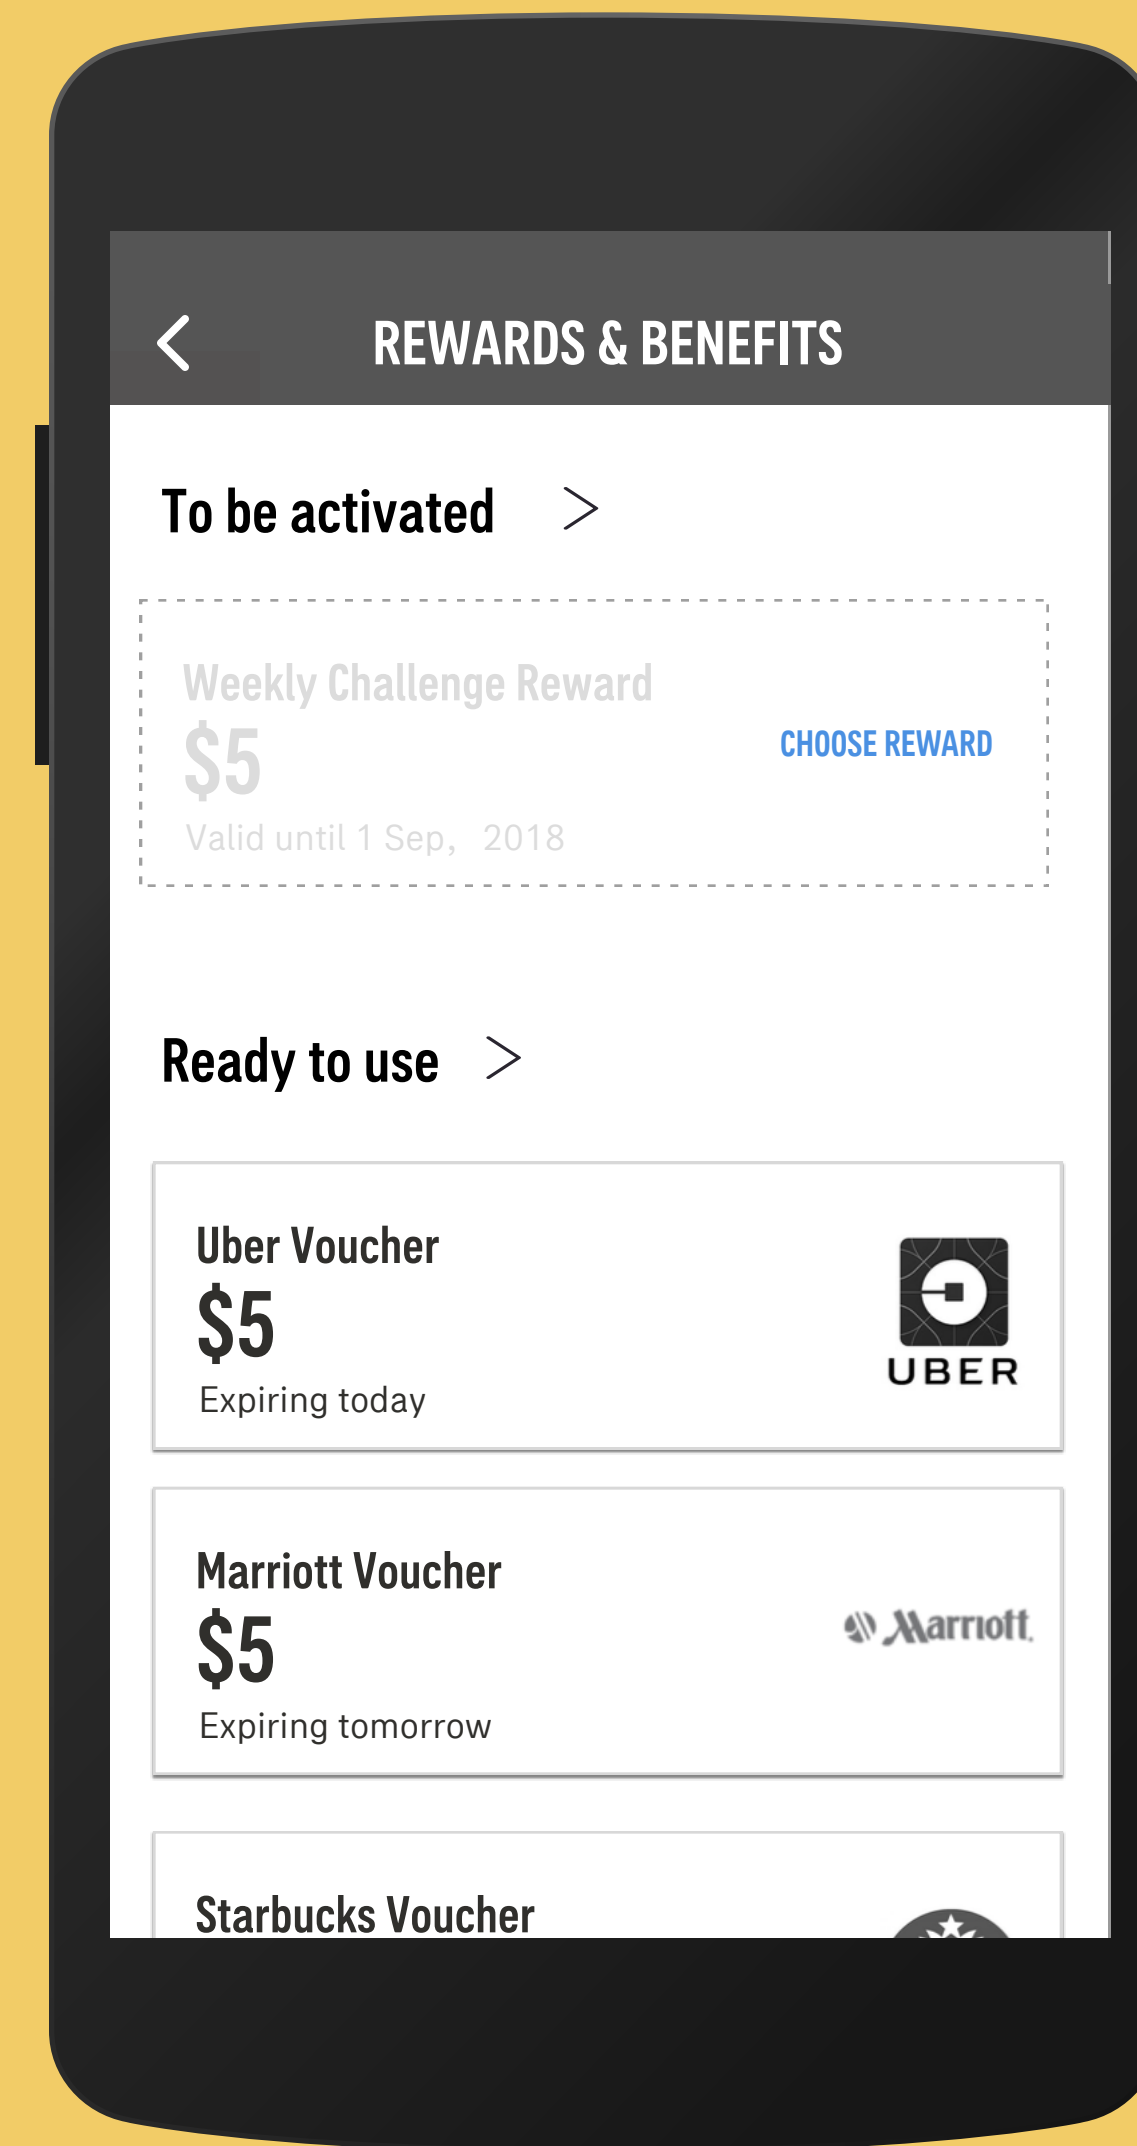 REWARDS & BENEFITS
To be activated
Weekly Challenge Reward
$5
CHOOSE REWARD
Valid until 1 Sep, 2018
Ready to use
Uber Voucher
$5
Expiring today
UBER
Marriott Voucher
$5
Expiring tomorrow
Marriott
Starbucks Voucher